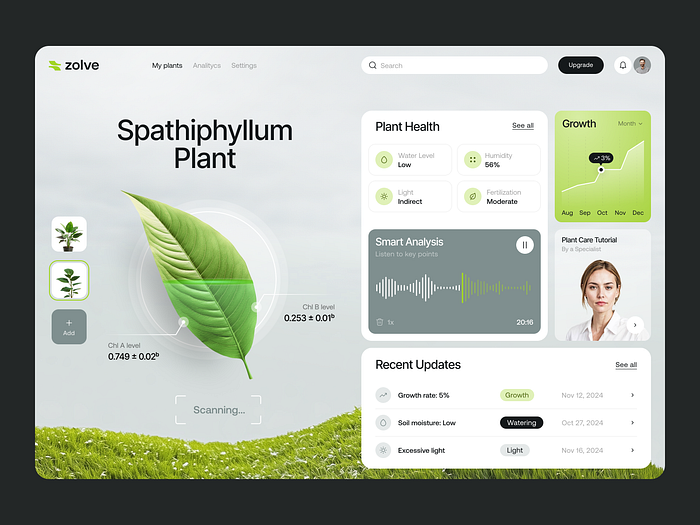 zolve
My plants
Analitycs
Settings
Search
Upgrade
Spathiphyllum
Plant
Add
Chl A level
0.749 ± 0.02ᵇ
Chl B level
0.253 ± 0.01ᵇ
Scanning...
Plant Health
See all
Water Level
Low
Humidity
56%
Light
Indirect
Fertilization
Moderate
Smart Analysis
Listen to key points
1x
20:16
Growth
Month
3%
Aug Sep Oct Nov Dec
Plant Care Tutorial
By a Specialist
Recent Updates
See all
Growth rate: 5% Growth Nov 12, 2024
Soil moisture: Low Watering Oct 27, 2024
Excessive light Light Nov 16, 2024